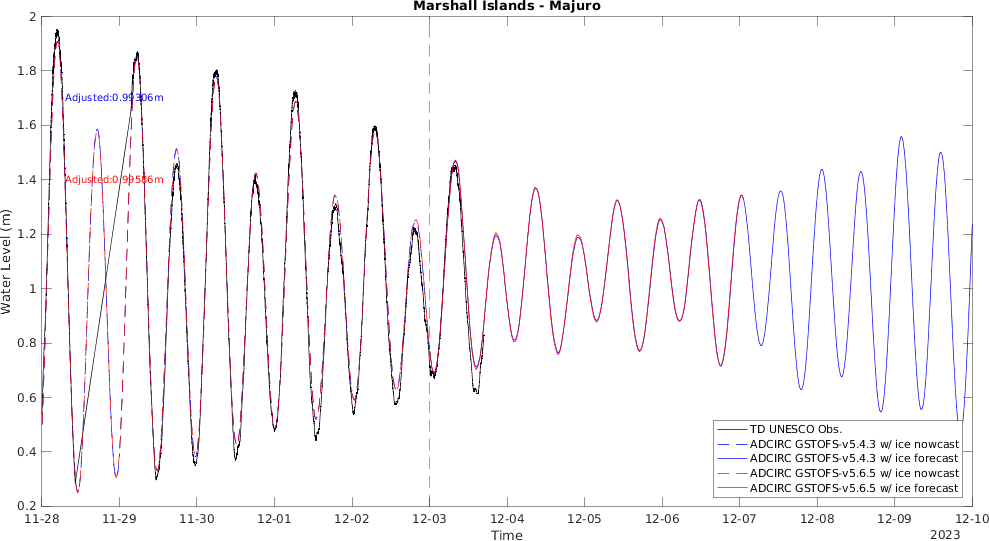 Marshall Islands - Majuro
2
1.8
1.6
1.4
1.2
1
0.8
0.6
0.4
0.2
Water Level (m)
Adjusted:0.99306m
Adjusted:0.99586m
TD UNESCO Obs.
ADCIRC GSTOFS-v5.4.3 w/ ice nowcast
ADCIRC GSTOFS-v5.4.3 w/ ice forecast
ADCIRC GSTOFS-v5.6.5 w/ ice nowcast
ADCIRC GSTOFS-v5.6.5 w/ ice forecast
11-28 11-29 11-30 12-01 12-02 12-03 12-04 12-05 12-06 12-07 12-08 12-09 12-10
Time
2023